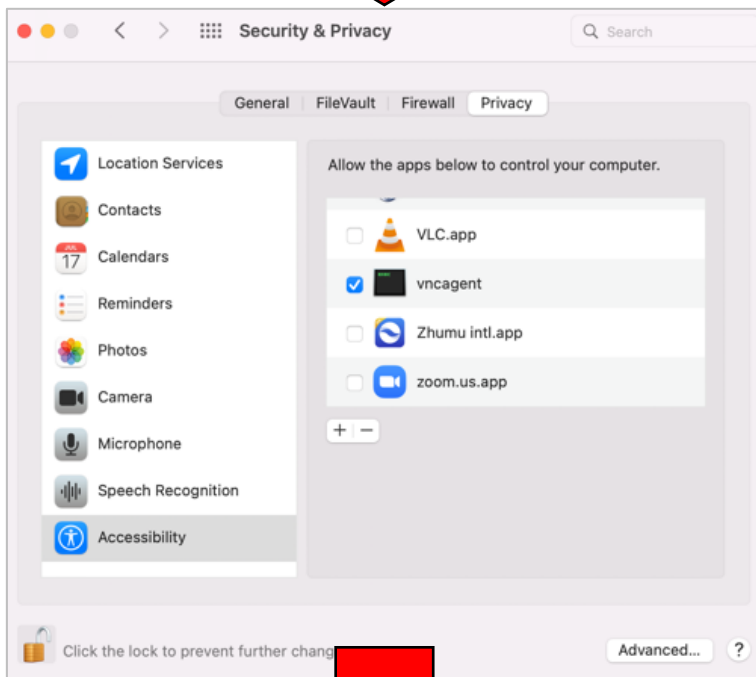 Security & Privacy
Search
General FileVault Firewall Privacy
Location Services
Contacts
JUL
17
Calendars
Reminders
Photos
Camera
Microphone
Speech Recognition
Accessibility
Allow the apps below to control your computer.
VLC.app
vncagent
Zhumu intl.app
zoom.us.app
+ −
Click the lock to prevent further chang
Advanced... ?